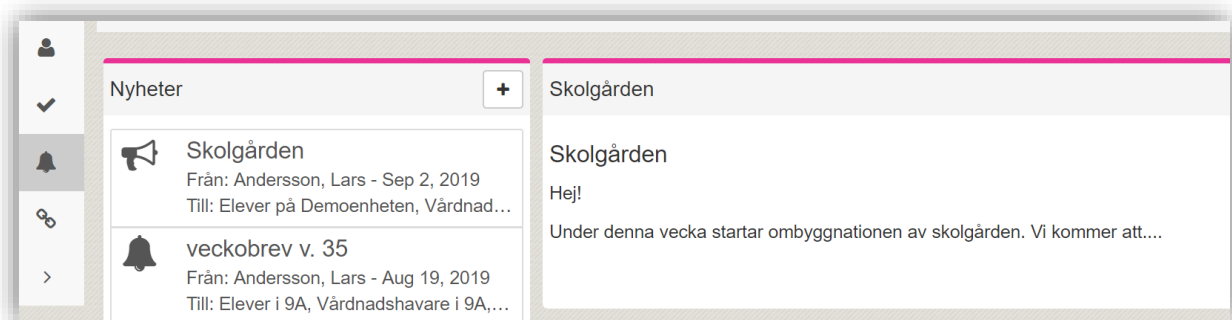 Nyheter
Skolgården
Från: Andersson, Lars - Sep 2, 2019
Till: Elever på Demoenheten, Vårdnad...
veckobrev v. 35
Från: Andersson, Lars - Aug 19, 2019
Till: Elever i 9A, Vårdnadshavare i 9A,...
Skolgården
Skolgården
Hej!
Under denna vecka startar ombyggnationen av skolgården. Vi kommer att....